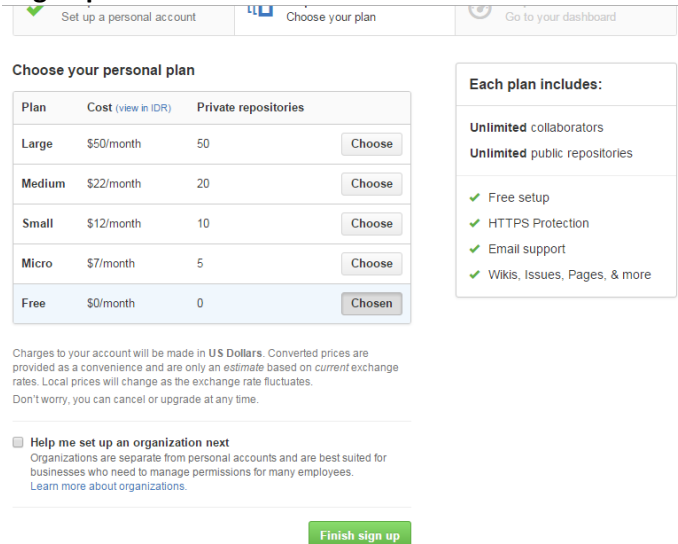 Set up a personal account
Choose your plan
Go to your dashboard
Choose your personal plan
Plan Cost (view in IDR) Private repositories
Large $50/month 50 Choose
Medium $22/month 20 Choose
Small $12/month 10 Choose
Micro $7/month 5 Choose
Free $0/month 0 Chosen
Charges to your account will be made in US Dollars. Converted prices are
provided as a convenience and are only an estimate based on current exchange
rates. Local prices will change as the exchange rate fluctuates.
Don't worry, you can cancel or upgrade at any time.
Help me set up an organization next
Organizations are separate from personal accounts and are best suited for
businesses who need to manage permissions for many employees.
Learn more about organizations.
Finish sign up
Each plan includes:
Unlimited collaborators
Unlimited public repositories
Free setup
HTTPS Protection
Email support
Wikis, Issues, Pages, & more